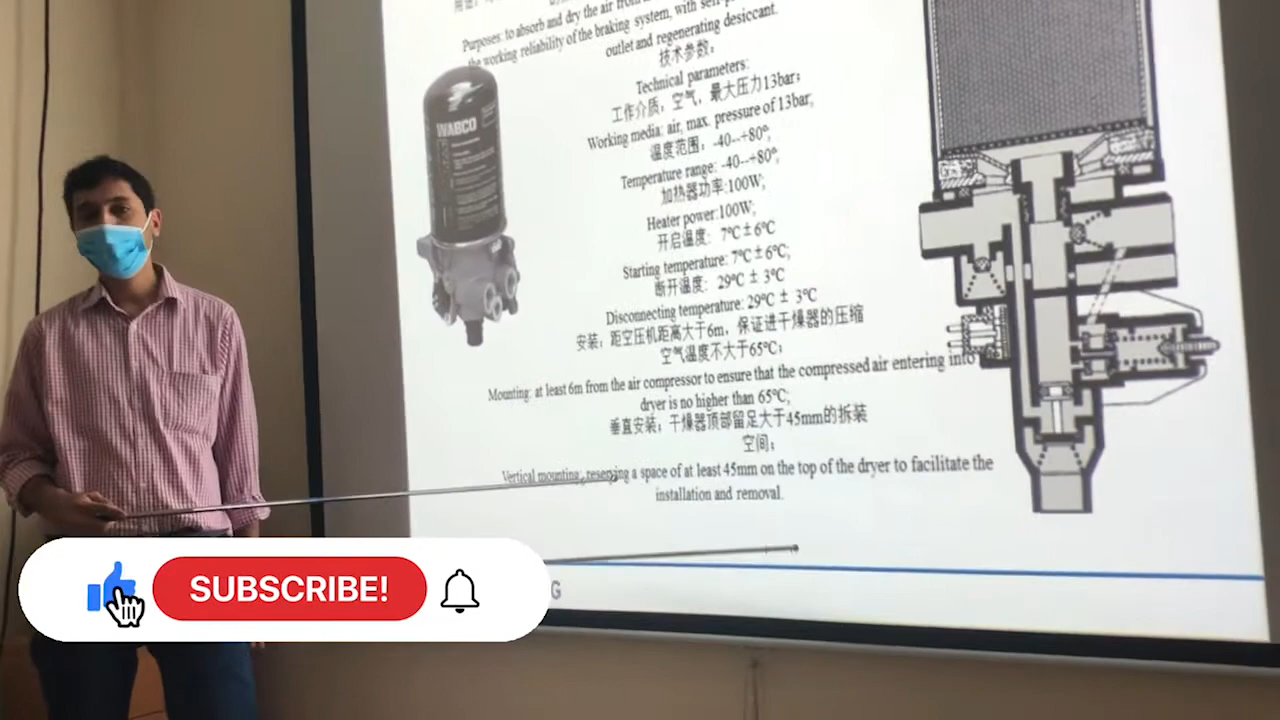 Purposes: to absorb and dry the air from
the working reliability of the braking system, with self-
outlet and regenerating desiccant.
技术参数：
Technical parameters:
工作介质：空气，最大压力13bar；
Working media: air, max. pressure of 13bar;
温度范围：-40--+80°；
Temperature range: -40--+80°;
加热器功率:100W；
Heater power:100W;
开启温度： 7°C±6°C
Starting temperature: 7°C±6°C;
断开温度： 29°C ± 3°C
Disconnecting temperature: 29°C ± 3°C
安装：距空压机距离大于6m，保证进干燥器的压缩
空气温度不大于65°C；
Mounting: at least 6m from the air compressor to ensure that the compressed air entering into
dryer is no higher than 65°C;
垂直安装：干燥器顶部留足大于45mm的拆装
空间；
Vertical mounting; reserving a space of at least 45mm on the top of the dryer to facilitate the
installation and removal.
WABCO
SUBSCRIBE!
G